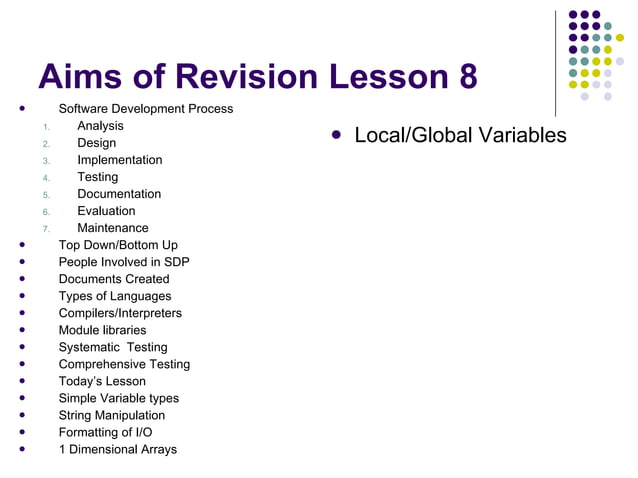 Aims of Revision Lesson 8
• Software Development Process
1. Analysis
2. Design
3. Implementation
4. Testing
5. Documentation
6. Evaluation
7. Maintenance
• Top Down/Bottom Up
• People Involved in SDP
• Documents Created
• Types of Languages
• Compilers/Interpreters
• Module libraries
• Systematic  Testing
• Comprehensive Testing
• Today’s Lesson
• Simple Variable types
• String Manipulation
• Formatting of I/O
• 1 Dimensional Arrays
• Local/Global Variables